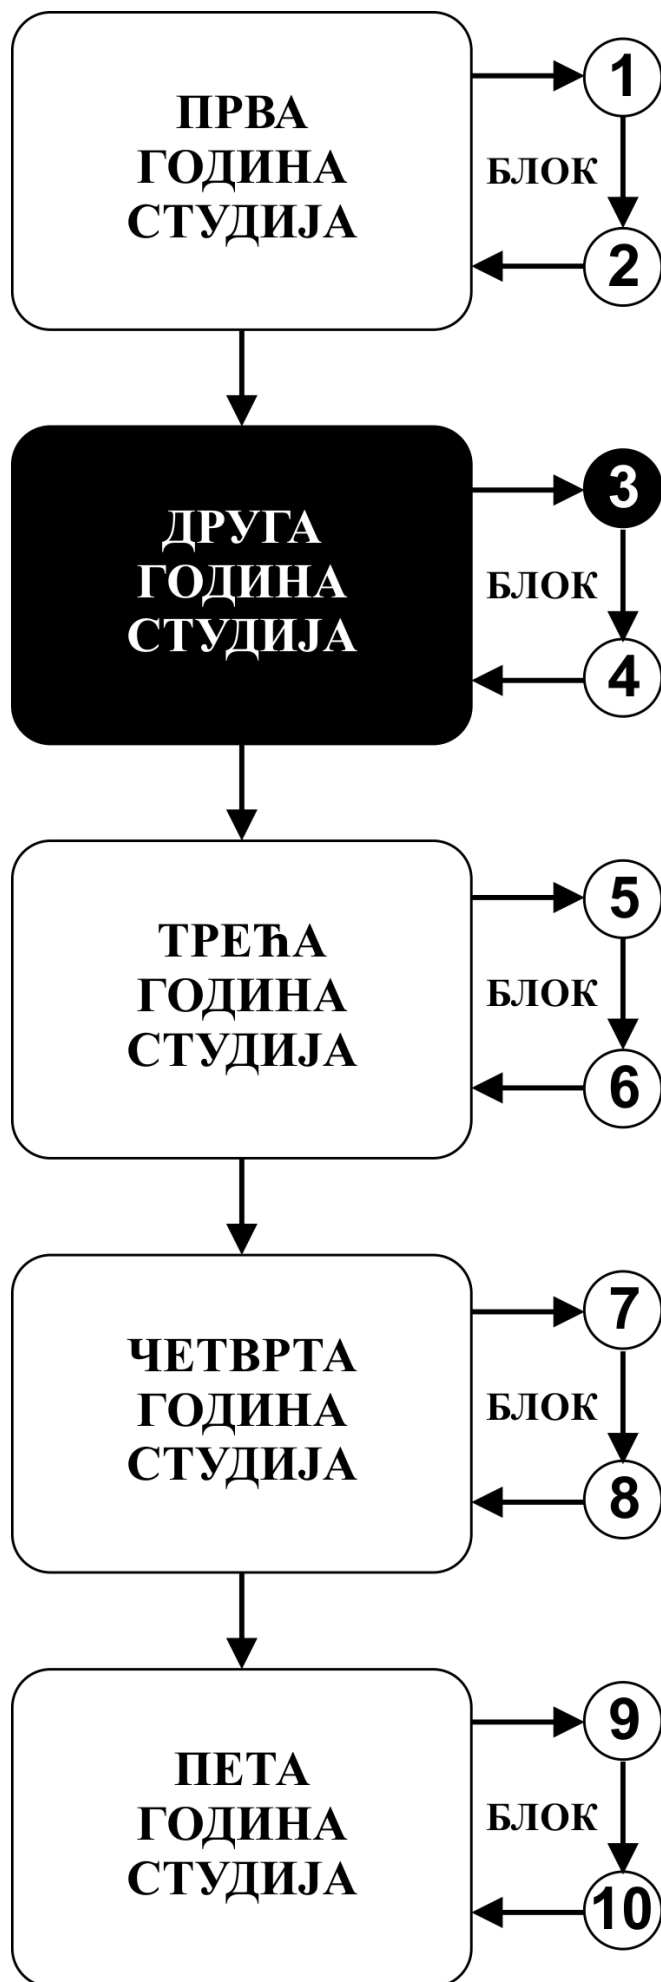 ПРВА
ГОДИНА
СТУДИЈА
1
БЛОК
2
ДРУГА
ГОДИНА
СТУДИЈА
3
БЛОК
4
ТРЕЋА
ГОДИНА
СТУДИЈА
5
БЛОК
6
ЧЕТВРТА
ГОДИНА
СТУДИЈА
7
БЛОК
8
ПЕТА
ГОДИНА
СТУДИЈА
9
БЛОК
10